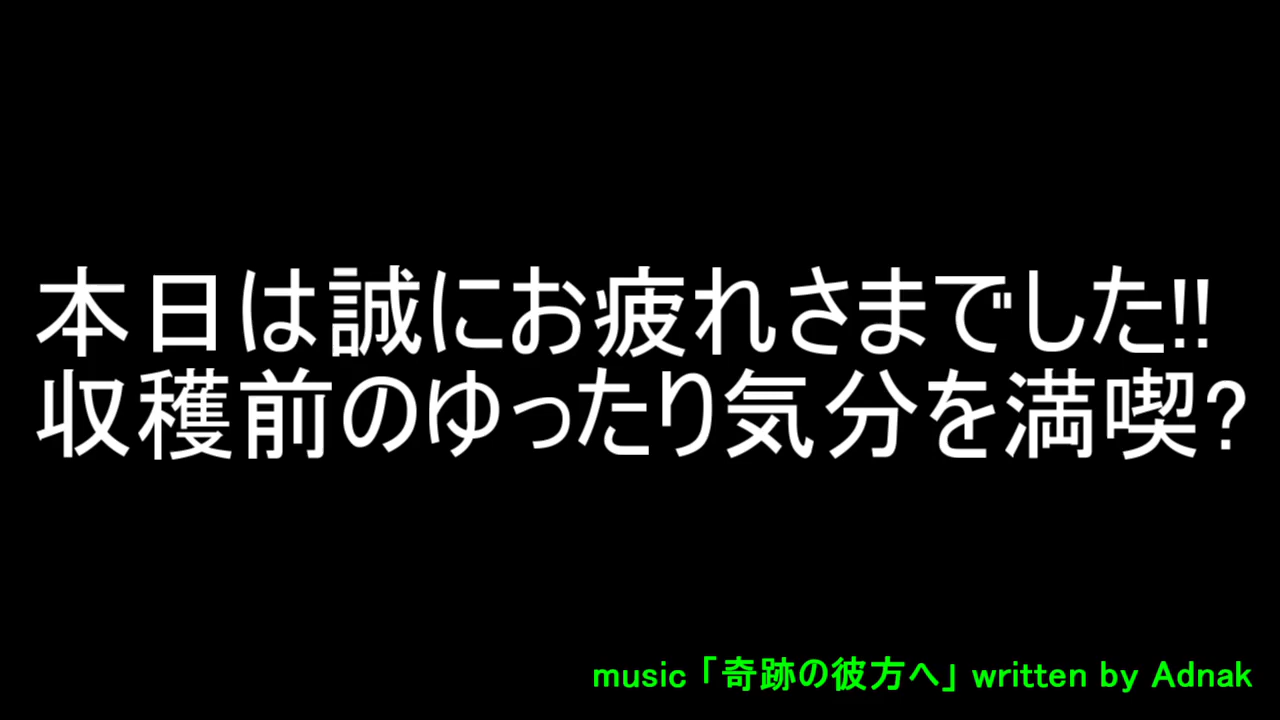 本日は誠にお疲れさまでした!!
収穫前のゆったり気分を満喫?
music「奇跡の彼方へ」written by Adnak